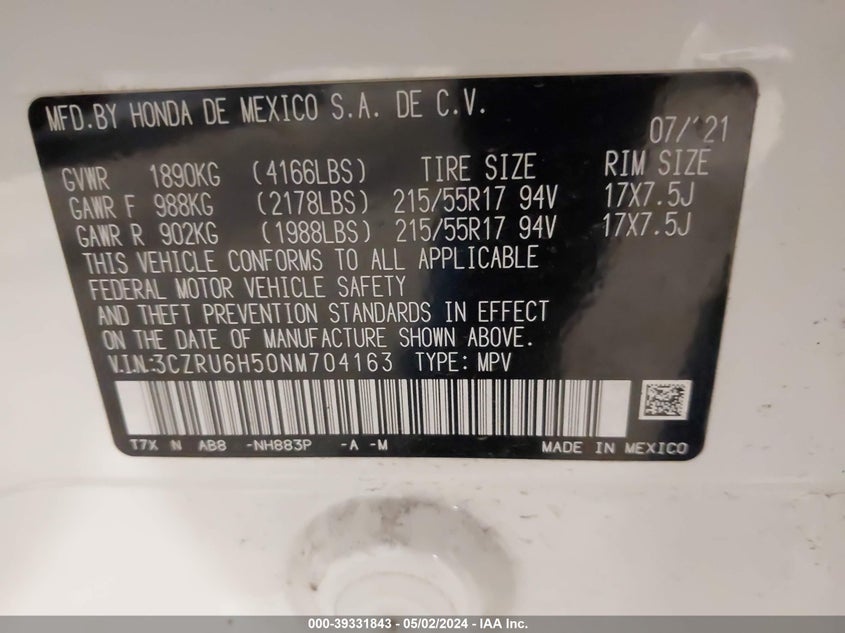 MFD.BY HONDA DE MEXICO S.A. DE C.V.
07/'21
GVWR 1890KG (4166LBS) TIRE SIZE RIM SIZE
GAWR F 988KG (2178LBS) 215/55R17 94V 17X7.5J
GAWR R 902KG (1988LBS) 215/55R17 94V 17X7.5J
THIS VEHICLE CONFORMS TO ALL APPLICABLE
FEDERAL MOTOR VEHICLE SAFETY
AND THEFT PREVENTION STANDARDS IN EFFECT
ON THE DATE OF MANUFACTURE SHOWN ABOVE.
V.I.N.:3CZRU6H50NM704163 TYPE: MPV
T7X N AB8 -NH883P -A -M MADE IN MEXICO
000-39331843 - 05/02/2024 - IAA Inc.